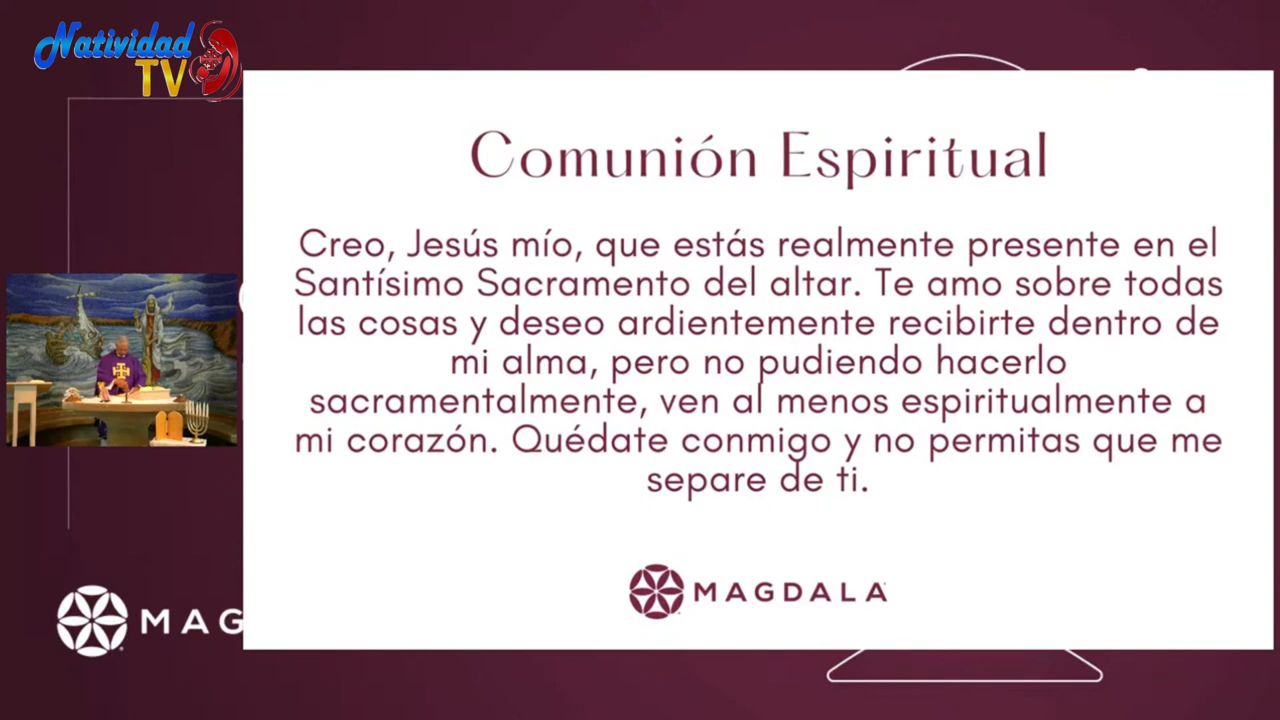 Natividad
TV
Comunión Espiritual
Creo, Jesús mío, que estás realmente presente en el
Santísimo Sacramento del altar. Te amo sobre todas
las cosas y deseo ardientemente recibirte dentro de
mi alma, pero no pudiendo hacerlo
sacramentalmente, ven al menos espiritualmente a
mi corazón. Quédate conmigo y no permitas que me
separe de ti.
MAGDALA
MAG